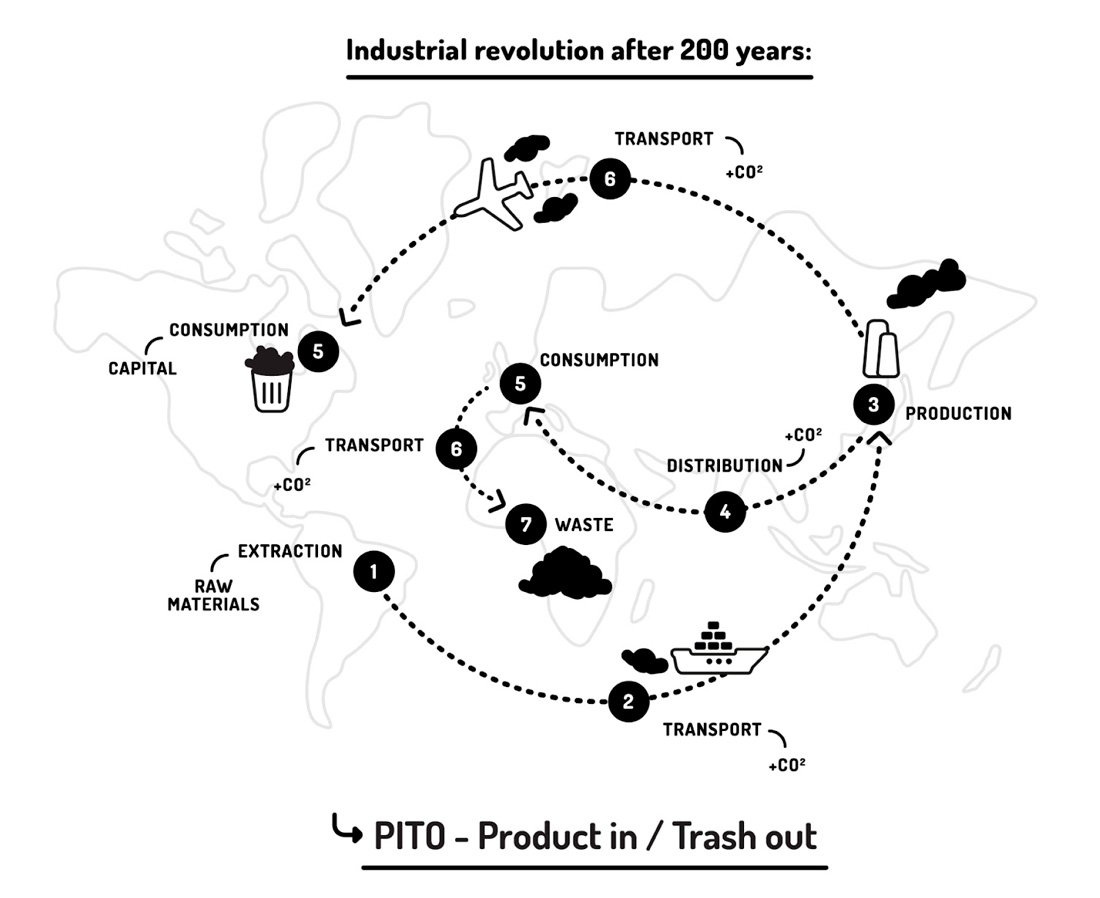 Industrial revolution after 200 years:
TRANSPORT
+CO²
6
CONSUMPTION
5
CAPITAL
CONSUMPTION
5
3
PRODUCTION
TRANSPORT
6
+CO²
+CO²
DISTRIBUTION
4
7
WASTE
EXTRACTION
1
RAW
MATERIALS
2
TRANSPORT
+CO²
PITO - Product in / Trash out